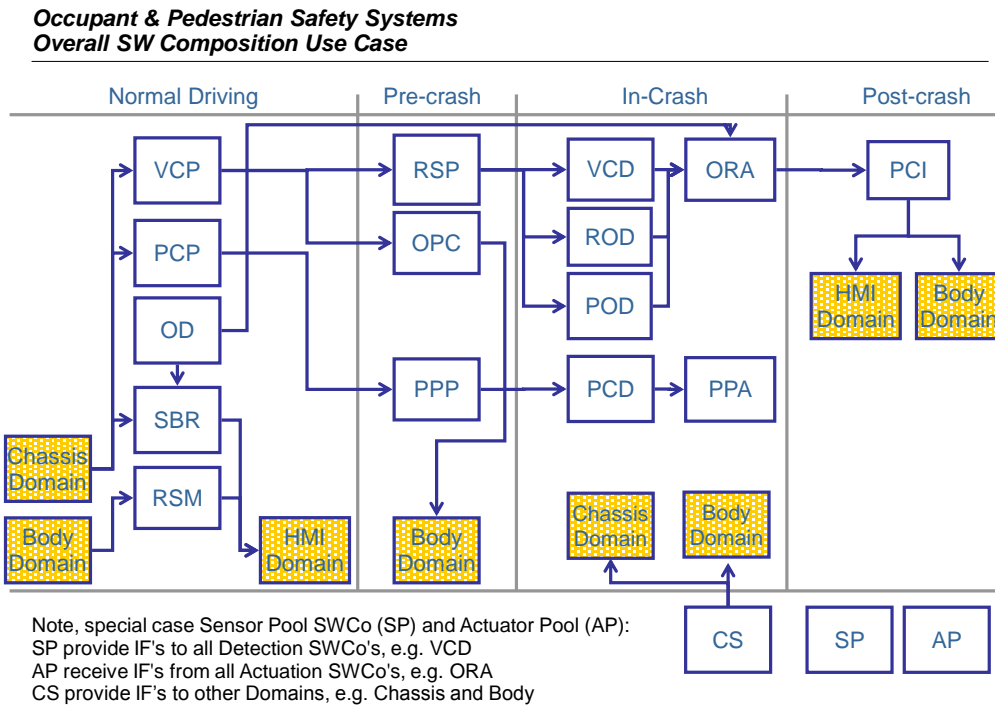 Occupant & Pedestrian Safety Systems
Overall SW Composition Use Case
Normal Driving
Pre-crash
In-Crash
Post-crash
VCP
RSP
VCD
ORA
PCI
PCP
OPC
ROD
OD
POD
HMI
Domain
Body
Domain
SBR
PPP
PCD
PPA
Chassis
Domain
RSM
Body
Domain
HMI
Domain
Body
Domain
Chassis
Domain
Body
Domain
CS
SP
AP
Note, special case Sensor Pool SWCo (SP) and Actuator Pool (AP):
SP provide IF's to all Detection SWCo's, e.g. VCD
AP receive IF's from all Actuation SWCo's, e.g. ORA
CS provide IF's to other Domains, e.g. Chassis and Body